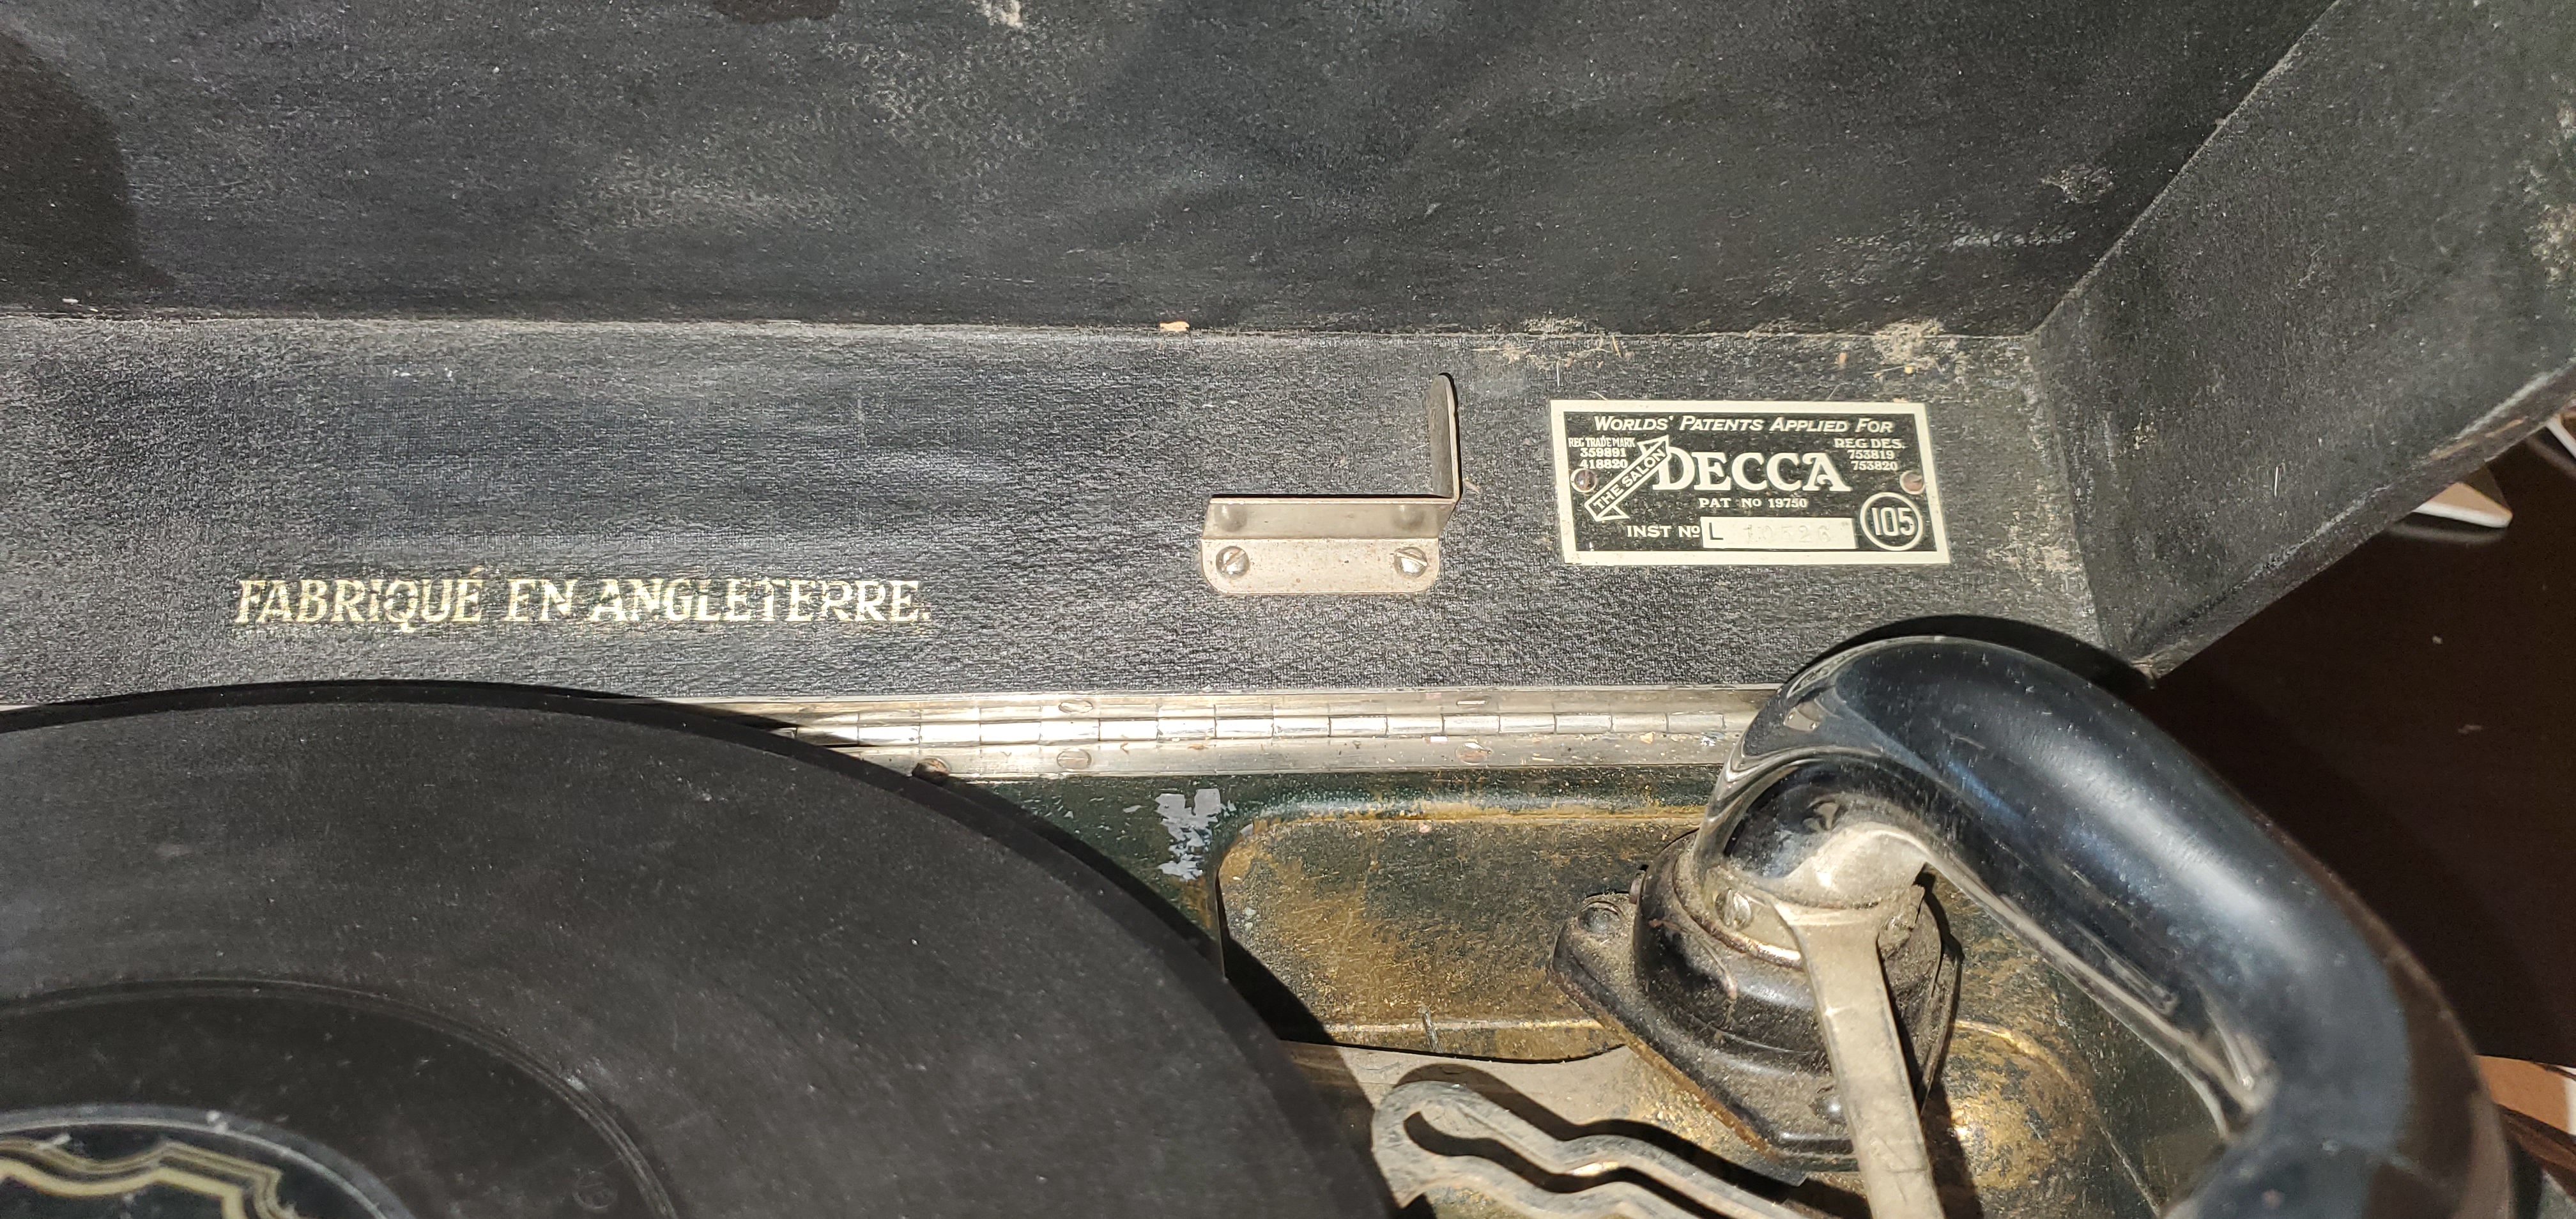 FABRIQUÉ EN ANGLETERRE.
WORLDS' PATENTS APPLIED FOR
REG TRADE MARK
359891
418820
THE SALON
DECCA
REG DES.
753819
753820
PAT NO 19750
INST Nº L
105